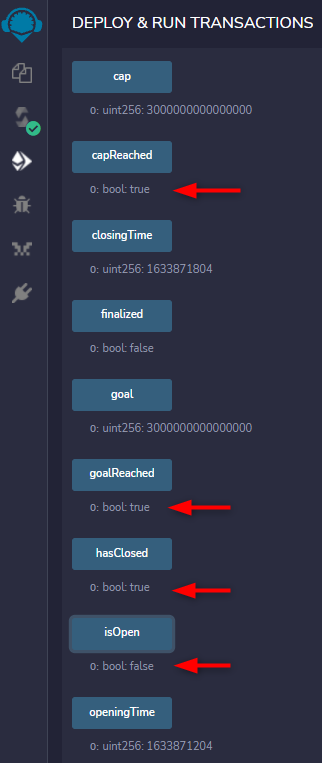 DEPLOY & RUN TRANSACTIONS
cap
0: uint256: 3000000000000000
capReached
0: bool: true
closingTime
0: uint256: 1633871804
finalized
0: bool: false
goal
0: uint256: 3000000000000000
goalReached
0: bool: true
hasClosed
0: bool: true
isOpen
0: bool: false
openingTime
0: uint256: 1633871204